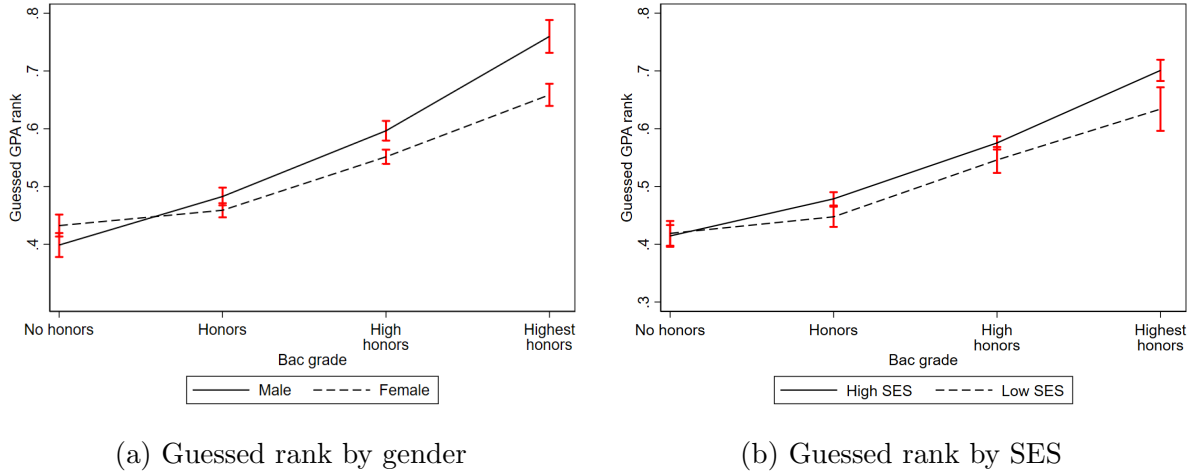 .8
.7
.6
.5
.4
Guessed GPA rank
No honors
Honors
High
honors
Highest
honors
Bac grade
Male
Female
(a) Guessed rank by gender
.8
.7
.6
.5
.4
.3
Guessed GPA rank
No honors
Honors
High
honors
Highest
honors
Bac grade
High SES
Low SES
(b) Guessed rank by SES